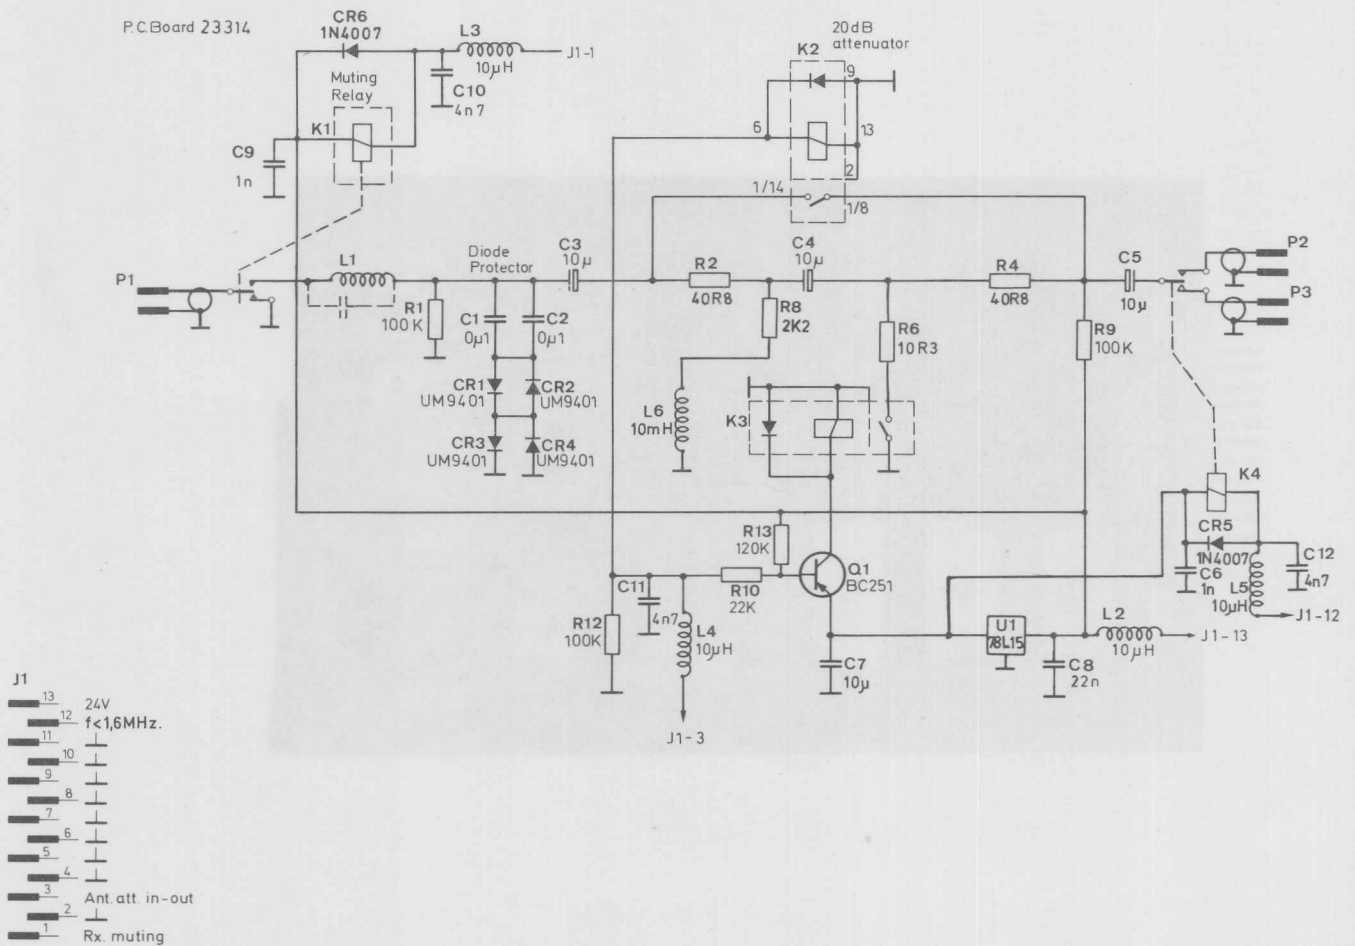 P.C.Board 23314
CR6
1N4007
L3
10µH
J1-1
C10
4n7
Muting
Relay
K1
C9
1n
20dB
attenuator
K2
9
6
13
2
1/14
1/8
P1
L1
Diode
Protector
C3
10µ
R1
100K
C1
0µ1
C2
0µ1
CR1
UM9401
CR2
UM9401
CR3
UM9401
CR4
UM9401
R2
40R8
C4
10µ
R8
2K2
R4
40R8
C5
10µ
P2
P3
R6
10R3
R9
100K
L6
10mH
K3
K4
CR5
1N4007
C6
1n
L5
10µH
C12
4n7
J1-12
R13
120K
Q1
BC251
C11
4n7
R10
22K
R12
100K
L4
10µH
J1-3
C7
10µ
U1
78L15
C8
22n
L2
10µH
J1-13
J1
13 24V
12 f<1,6MHz.
11
10
9
8
7
6
5
4
3 Ant.att. in-out
2
1 Rx. muting